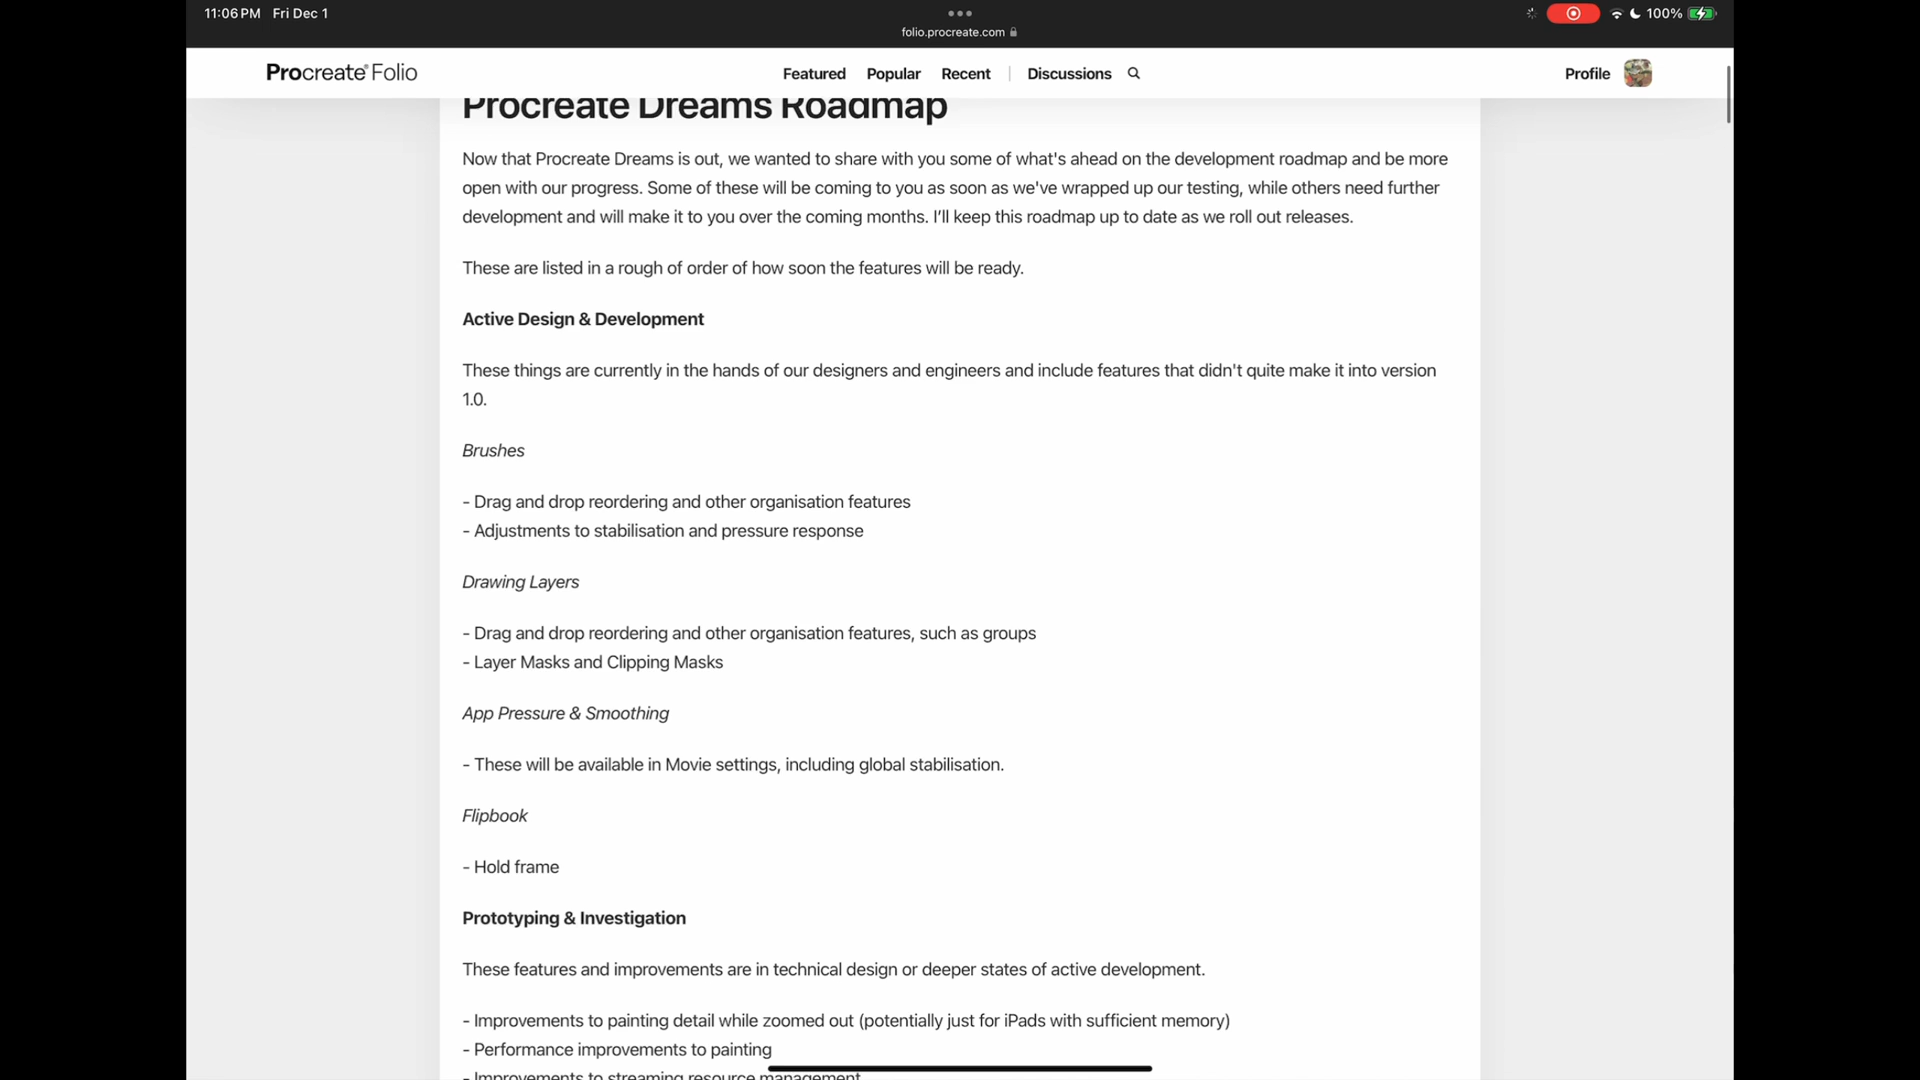 11:06 PM Fri Dec 1
100%
folio.procreate.com
Procreate Folio
Featured Popular Recent Discussions
Profile
Procreate Dreams Roadmap
Now that Procreate Dreams is out, we wanted to share with you some of what's ahead on the development roadmap and be more
open with our progress. Some of these will be coming to you as soon as we've wrapped up our testing, while others need further
development and will make it to you over the coming months. I'll keep this roadmap up to date as we roll out releases.
These are listed in a rough of order of how soon the features will be ready.
Active Design & Development
These things are currently in the hands of our designers and engineers and include features that didn't quite make it into version
1.0.
Brushes
- Drag and drop reordering and other organisation features
- Adjustments to stabilisation and pressure response
Drawing Layers
- Drag and drop reordering and other organisation features, such as groups
- Layer Masks and Clipping Masks
App Pressure & Smoothing
- These will be available in Movie settings, including global stabilisation.
Flipbook
- Hold frame
Prototyping & Investigation
These features and improvements are in technical design or deeper states of active development.
- Improvements to painting detail while zoomed out (potentially just for iPads with sufficient memory)
- Performance improvements to painting
- Improvements to streaming resource management